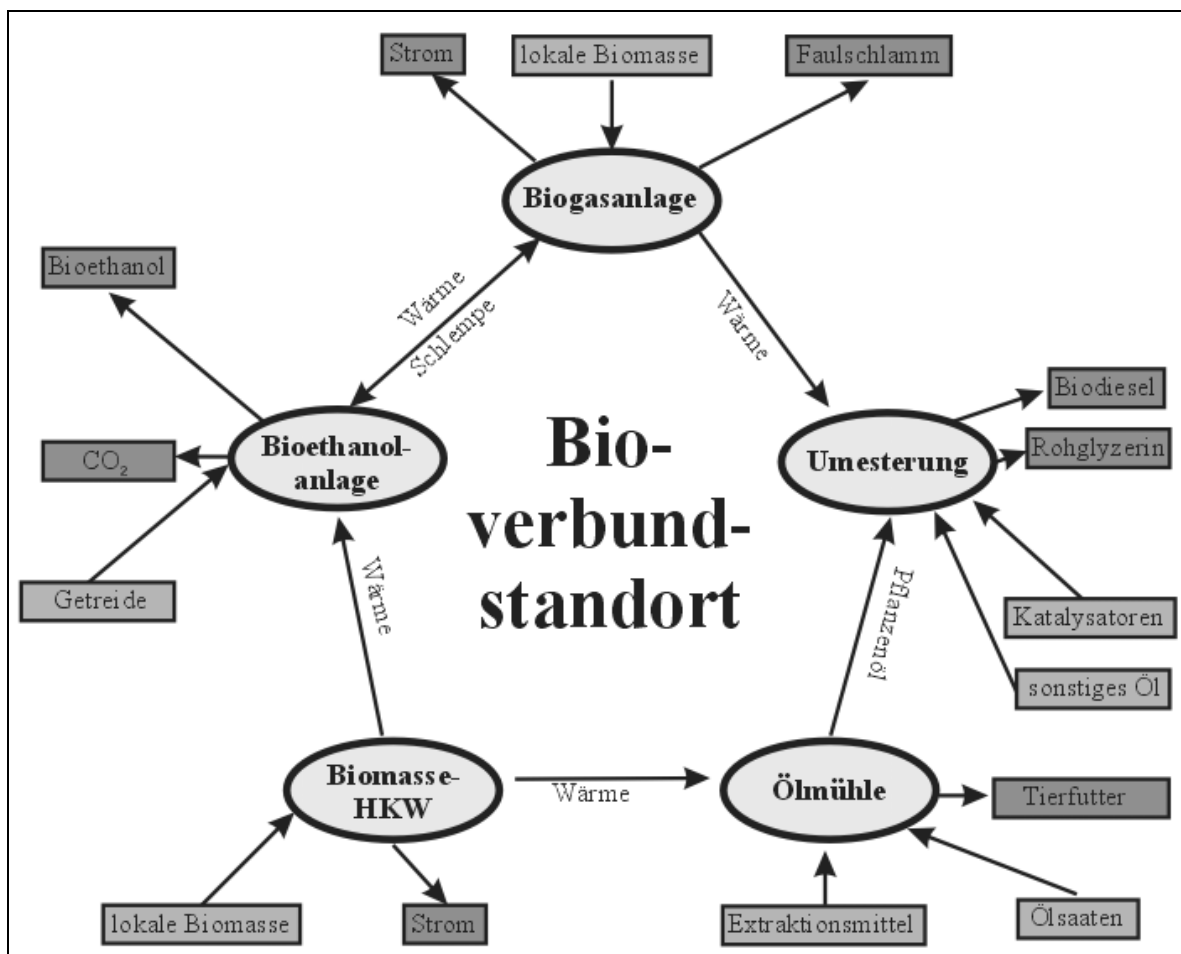 Strom
lokale Biomasse
Faulschlamm
Biogasanlage
Bioethanol
Wärme
Schlempe
Wärme
Biodiesel
Bioethanol-
anlage
CO₂
Bio-
verbund-
standort
Umesterung
Rohglyzerin
Getreide
Wärme
Pflanzenöl
Katalysatoren
sonstiges Öl
Biomasse-
HKW
Wärme
Ölmühle
Tierfutter
lokale Biomasse
Strom
Extraktionsmittel
Ölsaaten